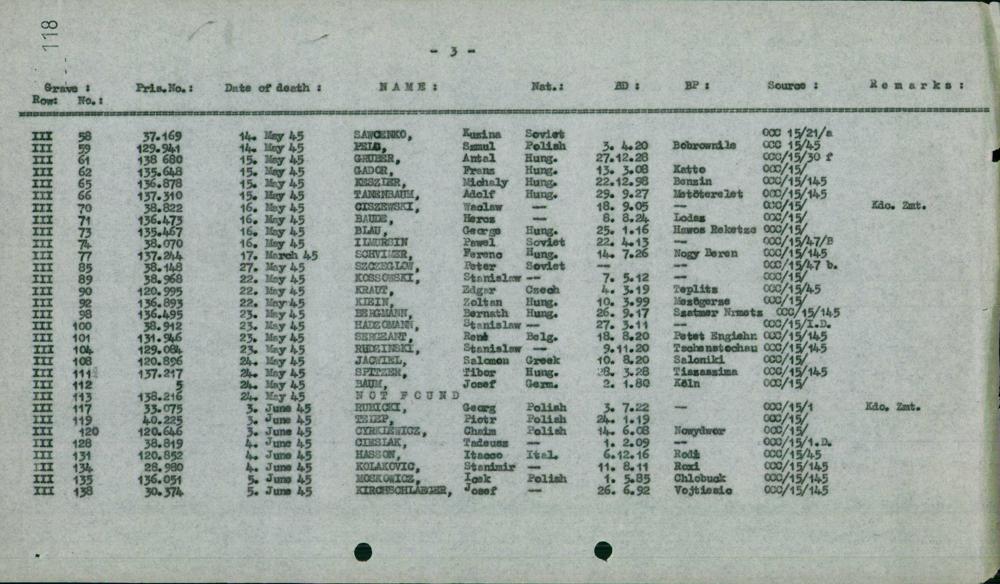 118
- 3 -
Grave : Pris.No.: Date of death : N A M E : Nat.: BD : BP : Source : R e m a r k s :
Row: No.:
III 58 37.169 14. May 45 SAWCENKO, Kusina Soviet OCC 15/21/a
III 59 129.941 14. May 45 PELO, Szmul Polish 3. 4.20 Bobrownile OCC 15/45
III 61 138 680 15. May 45 GRUBER, Antal Hung. 27.12.28 OCC/15/30 f
III 62 135.648 15. May 45 GADOR, Frans Hung. 13. 3.08 Katto OCC/15/
III 65 136.878 15. May 45 KESZLER, Michaly Hung. 22.12.98 Bonzin OCC/15/145
III 66 137.310 15. May 45 TANENBAUM, Adolf Hung. 29. 9.27 Metöterelet OCC/15/145
III 70 38.822 16. May 45 CISZEWSKI, Waclaw — 18. 9.05 — OCC/15/ Kdo. Zmt.
III 71 136.473 16. May 45 BAUDE, Hercz — 8. 8.24 Lodas OCC/15/
III 73 135.467 16. May 45 BLAU, George Hung. 25. 1.16 Hawos Reketzo OCC/15/
III 74 38.070 16. May 45 ILMURSIN Pawel Soviet 22. 4.13 — OCC/15/47/B
III 77 137.244 17. March 45 Ferenc Hung. 14. 7.26 Nogy Beren OCC/15/145
III 85 38.148 27. May 45 SZCZEGLOW, Peter Soviet — — OCC/15/47 b.
III 89 38.968 22. May 45 KOSSOWSKI, Stanislaw — 7. 5.12 — OCC/15/
III 90 120.995 22. May 45 KRAUT, Edgar Czech 4. 3.19 Teplitz OCC/15/45
III 92 136.893 22. May 45 KLEIN, Zoltan Hung. 10. 3.99 Mezögerse OCC/15/
III 98 136.495 23. May 45 BERGMANN, Bernath Hung. 26. 9.17 Szatmer Nrmets OCC/15/145
III 100 38.912 23. May 45 Stanislaw — 27. 3.11 — OCC/15/I.D.
III 101 131.946 23. May 45 SERGEANT, René Belg. 18. 8.20 Petet Engiehn OCC/15/145
III 104 129.084 23. May 45 RUDZINSKI, Stanislaw — 9.11.20 Tschenstochau OCC/15/145
III 108 120.896 24. May 45 JACHIEL, Salomon Greek 10. 8.20 Saloniki OCC/15/
III 111 137.217 24. May 45 SPITZER, Tibor Hung. 28. 3.28 Tiszaszima OCC/15/145
III 112 5 24. May 45 BAUM, Josef Germ. 2. 1.80 Köln OCC/15/
III 113 138.216 24. May 45 N O T F O U N D
III 117 33.075 3. June 45 RUBICKI, Georg Polish 3. 7.22 — OCC/15/1 Kdo. Zmt.
III 119 40.225 3. June 45 Piotr Polish 24. 1.19 — OCC/15/
III 120 120.646 3. June 45 CYRKIEWICZ, Chaim Polish 14. 6.08 Nowydwor OCC/15/
III 128 38.819 4. June 45 CIESLAK, Tadeusz — 1. 2.09 — OCC/15/I.D.
III 131 120.852 4. June 45 HASSON, Itacco Ital. 6.12.16 Rodi OCC/15/45
III 134 28.980 4. June 45 KOLAKOVIC, Stanimir — 11. 8.11 Roxi OCC/15/145
III 135 136.051 5. June 45 MOSKOWICZ, Icek Polish 1. 5.85 Chlobuck OCC/15/145
III 138 30.374 5. June 45 KIRCHSCHLAEGER, Josef — 26. 6.92 Vojtiesic OCC/15/145